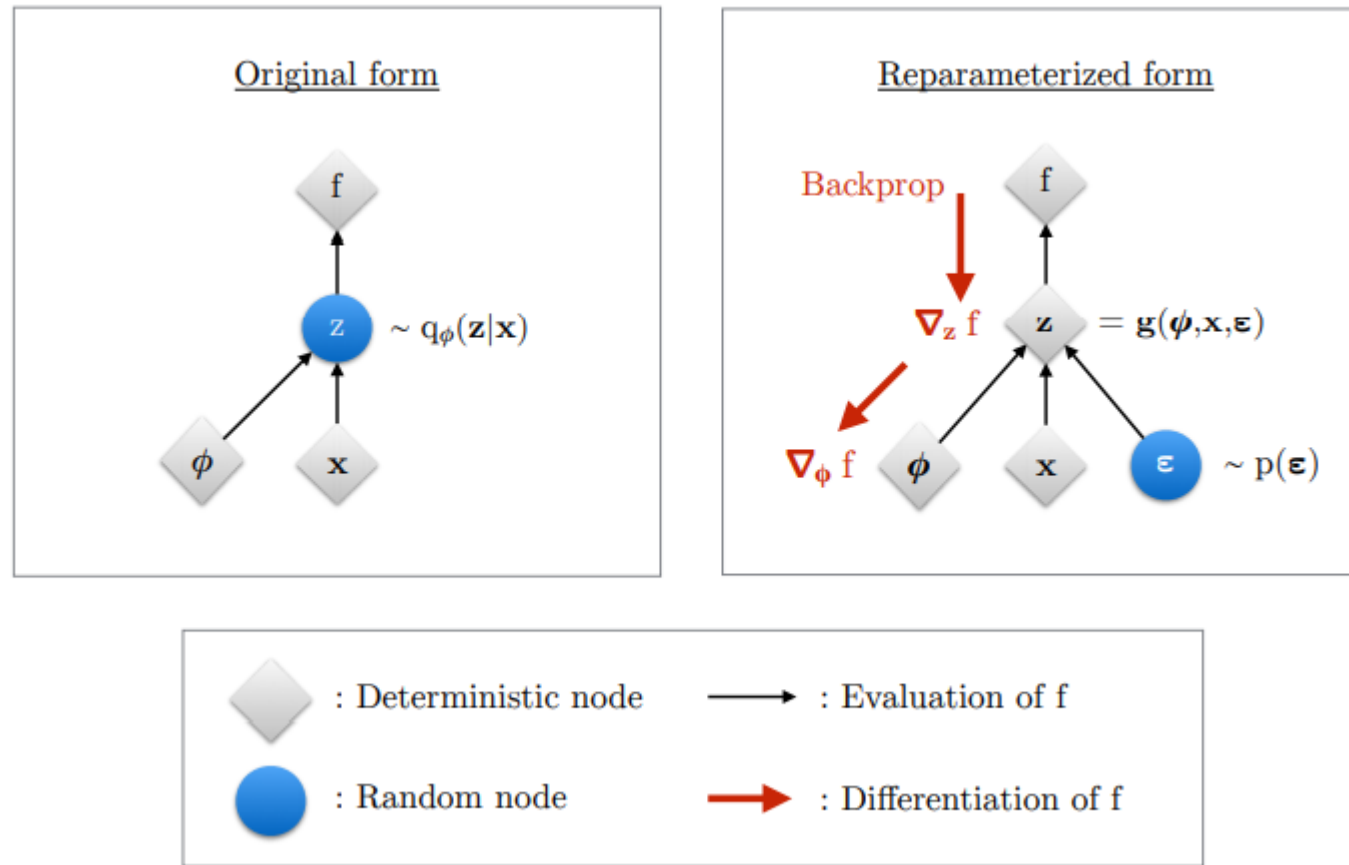 Original form
f
z ~ qϕ(z|x)
ϕ x
Reparameterized form
Backprop f
∇z f z = g(ϕ,x,ε)
∇ϕ f ϕ x ε ~ p(ε)
: Deterministic node : Evaluation of f
: Random node : Differentiation of f